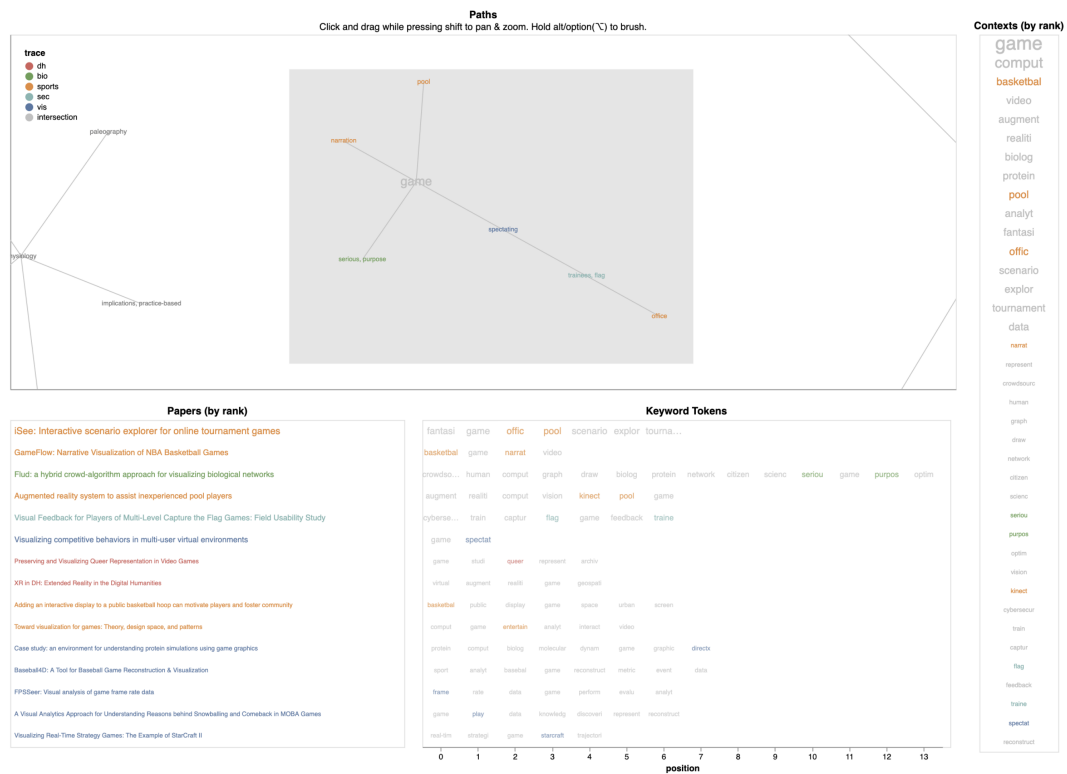 Paths
Click and drag while pressing shift to pan & zoom. Hold alt/option(⌥) to brush.
trace
dh
bio
sports
sec
vis
intersection
paleography
implications, practice-based
pool
narration
game
spectating
serious, purpose
trainees, flag
office
Contexts (by rank)
game
comput
basketbal
video
augment
realiti
biolog
protein
pool
analyt
fantasi
offic
scenario
explor
tournament
data
narrat
represent
crowdsourc
human
graph
draw
network
citizen
scienc
seriou
purpos
optim
vision
kinect
cybersecur
train
captur
flag
feedback
traine
spectat
reconstruct
Papers (by rank)
iSee: Interactive scenario explorer for online tournament games
GameFlow: Narrative Visualization of NBA Basketball Games
Flud: a hybrid crowd-algorithm approach for visualizing biological networks
Augmented reality system to assist inexperienced pool players
Visual Feedback for Players of Multi-Level Capture the Flag Games: Field Usability Study
Visualizing competitive behaviors in multi-user virtual environments
Preserving and Visualizing Queer Representation in Video Games
XR in DH: Extended Reality in the Digital Humanities
Adding an interactive display to a public basketball hoop can motivate players and foster community
Toward visualization for games: Theory, design space, and patterns
Case study: an environment for understanding protein simulations using game graphics
Baseball4D: A Tool for Baseball Game Reconstruction & Visualization
FPSSeer: Visual analysis of game frame rate data
A Visual Analytics Approach for Understanding Reasons behind Snowballing and Comeback in MOBA Games
Visualizing Real-Time Strategy Games: The Example of StarCraft II
Keyword Tokens
fantasi game offic pool scenario explor tourna...
basketbal game narrat video
crowdso... human comput graph draw biolog protein network citizen scienc seriou game purpos optim
augment realiti comput vision kinect pool game
cyberse... train captur flag game feedback traine
game spectat
game studi queer represent archiv
virtual augment realiti game geospati
basketbal public display game space urban screen
comput game entertain analyt interact video
protein comput biolog molecular dynam game graphic directx
sport analyt basebal game reconstruct metric event data
frame rate data game perform evalu analyt
game play data knowledg discoveri represent reconstruct
real-tim strategi game starcraft trajectori
0 1 2 3 4 5 6 7 8 9 10 11 12 13
position